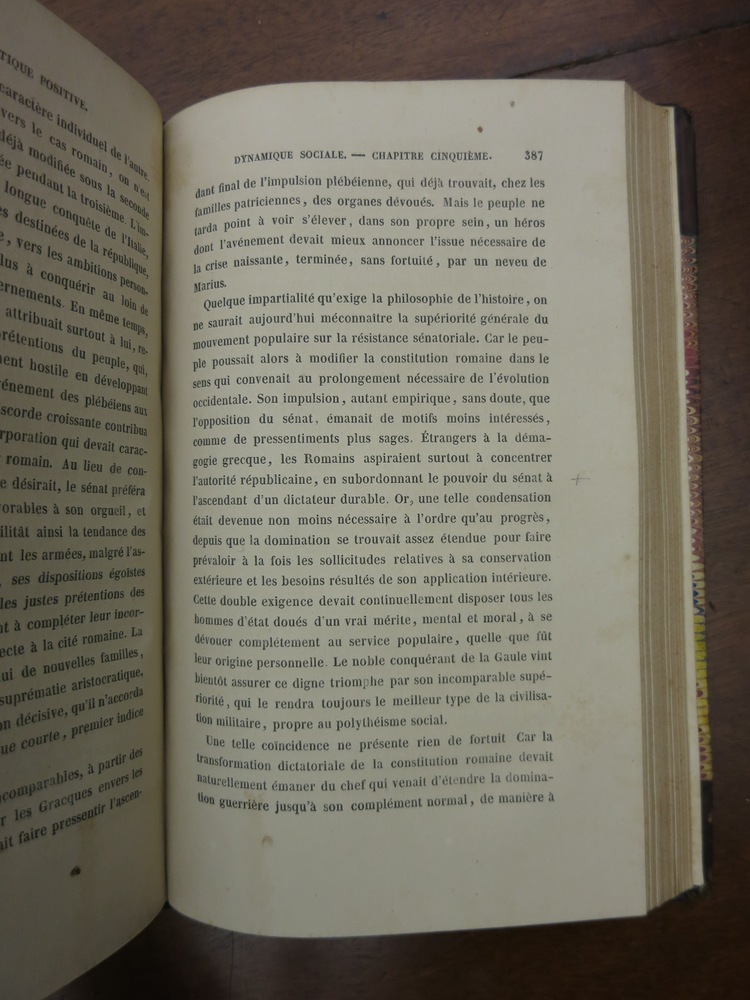 TIQUE POSITIVE.
caractère individuel de l'autre.
vers le cas romain, on n'eut
déjà modifiée sous la seconde
ée pendant la troisième. L'im-
longue conquête de l'Italie,
es destinées de la république,
e, vers les ambitions person-
lus à conquérir au loin de
ernements. En même temps,
attribuait surtout à lui, re-
prétentions du peuple, qui,
ment hostile en développant
énement des plébéiens aux
scorde croissante contribua
rporation qui devait carac-
romain. Au lieu de con-
e désirait, le sénat préféra
orables à son orgueil, et
ilitât ainsi la tendance des
nt les armées, malgré l'as-
, ses dispositions égoïstes
les justes prétentions des
nt à compléter leur incor-
ecte à la cité romaine. La
ui de nouvelles familles,
suprématie aristocratique,
on décisive, qu'il n'accorda
ue courte, premier indice
ncomparables, à partir des
r les Gracques envers les
ait faire pressentir l'ascen-
DYNAMIQUE SOCIALE. — CHAPITRE CINQUIÈME. 387
dant final de l'impulsion plébéienne, qui déjà trouvait, chez les
familles patriciennes, des organes dévoués. Mais le peuple ne
tarda point à voir s'élever, dans son propre sein, un héros
dont l'avénement devait mieux annoncer l'issue nécessaire de
la crise naissante, terminée, sans fortuité, par un neveu de
Marius.
Quelque impartialité qu'exige la philosophie de l'histoire, on
ne saurait aujourd'hui méconnaître la supériorité générale du
mouvement populaire sur la résistance sénatoriale. Car le peu-
ple poussait alors à modifier la constitution romaine dans le
sens qui convenait au prolongement nécessaire de l'évolution
occidentale. Son impulsion, autant empirique, sans doute, que
l'opposition du sénat, émanait de motifs moins intéressés,
comme de pressentiments plus sages. Étrangers à la déma-
gogie grecque, les Romains aspiraient surtout à concentrer
l'autorité républicaine, en subordonnant le pouvoir du sénat à
l'ascendant d'un dictateur durable. Or, une telle condensation
était devenue non moins nécessaire à l'ordre qu'au progrès,
depuis que la domination se trouvait assez étendue pour faire
prévaloir à la fois les sollicitudes relatives à sa conservation
extérieure et les besoins résultés de son application intérieure.
Cette double exigence devait continuellement disposer tous les
hommes d'état doués d'un vrai mérite, mental et moral, à se
dévouer complétement au service populaire, quelle que fût
leur origine personnelle. Le noble conquérant de la Gaule vint
bientôt assurer ce digne triomphe par son incomparable supé-
riorité, qui le rendra toujours le meilleur type de la civilisa-
tion militaire, propre au polythéisme social.
Une telle coïncidence ne présente rien de fortuit Car la
transformation dictatoriale de la constitution romaine devait
naturellement émaner du chef qui venait d'étendre la domina-
tion guerrière jusqu'à son complément normal, de manière à